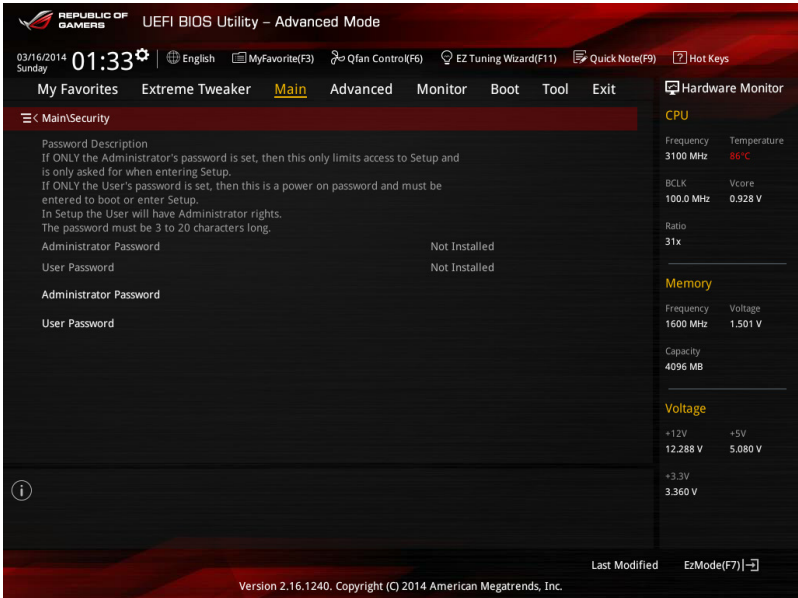 REPUBLIC OF
GAMERS
UEFI BIOS Utility – Advanced Mode
03/16/2014
Sunday
01:33
English
MyFavorite(F3)
Qfan Control(F6)
EZ Tuning Wizard(F11)
Quick Note(F9)
? Hot Keys
My Favorites Extreme Tweaker Main Advanced Monitor Boot Tool Exit
Main\Security
Password Description
If ONLY the Administrator's password is set, then this only limits access to Setup and
is only asked for when entering Setup.
If ONLY the User's password is set, then this is a power on password and must be
entered to boot or enter Setup.
In Setup the User will have Administrator rights.
The password must be 3 to 20 characters long.
Administrator Password Not Installed
User Password Not Installed
Administrator Password
User Password
Hardware Monitor
CPU
Frequency Temperature
3100 MHz 86°C
BCLK Vcore
100.0 MHz 0.928 V
Ratio
31x
Memory
Frequency Voltage
1600 MHz 1.501 V
Capacity
4096 MB
Voltage
+12V +5V
12.288 V 5.080 V
+3.3V
3.360 V
i
Last Modified EzMode(F7)
Version 2.16.1240. Copyright (C) 2014 American Megatrends, Inc.